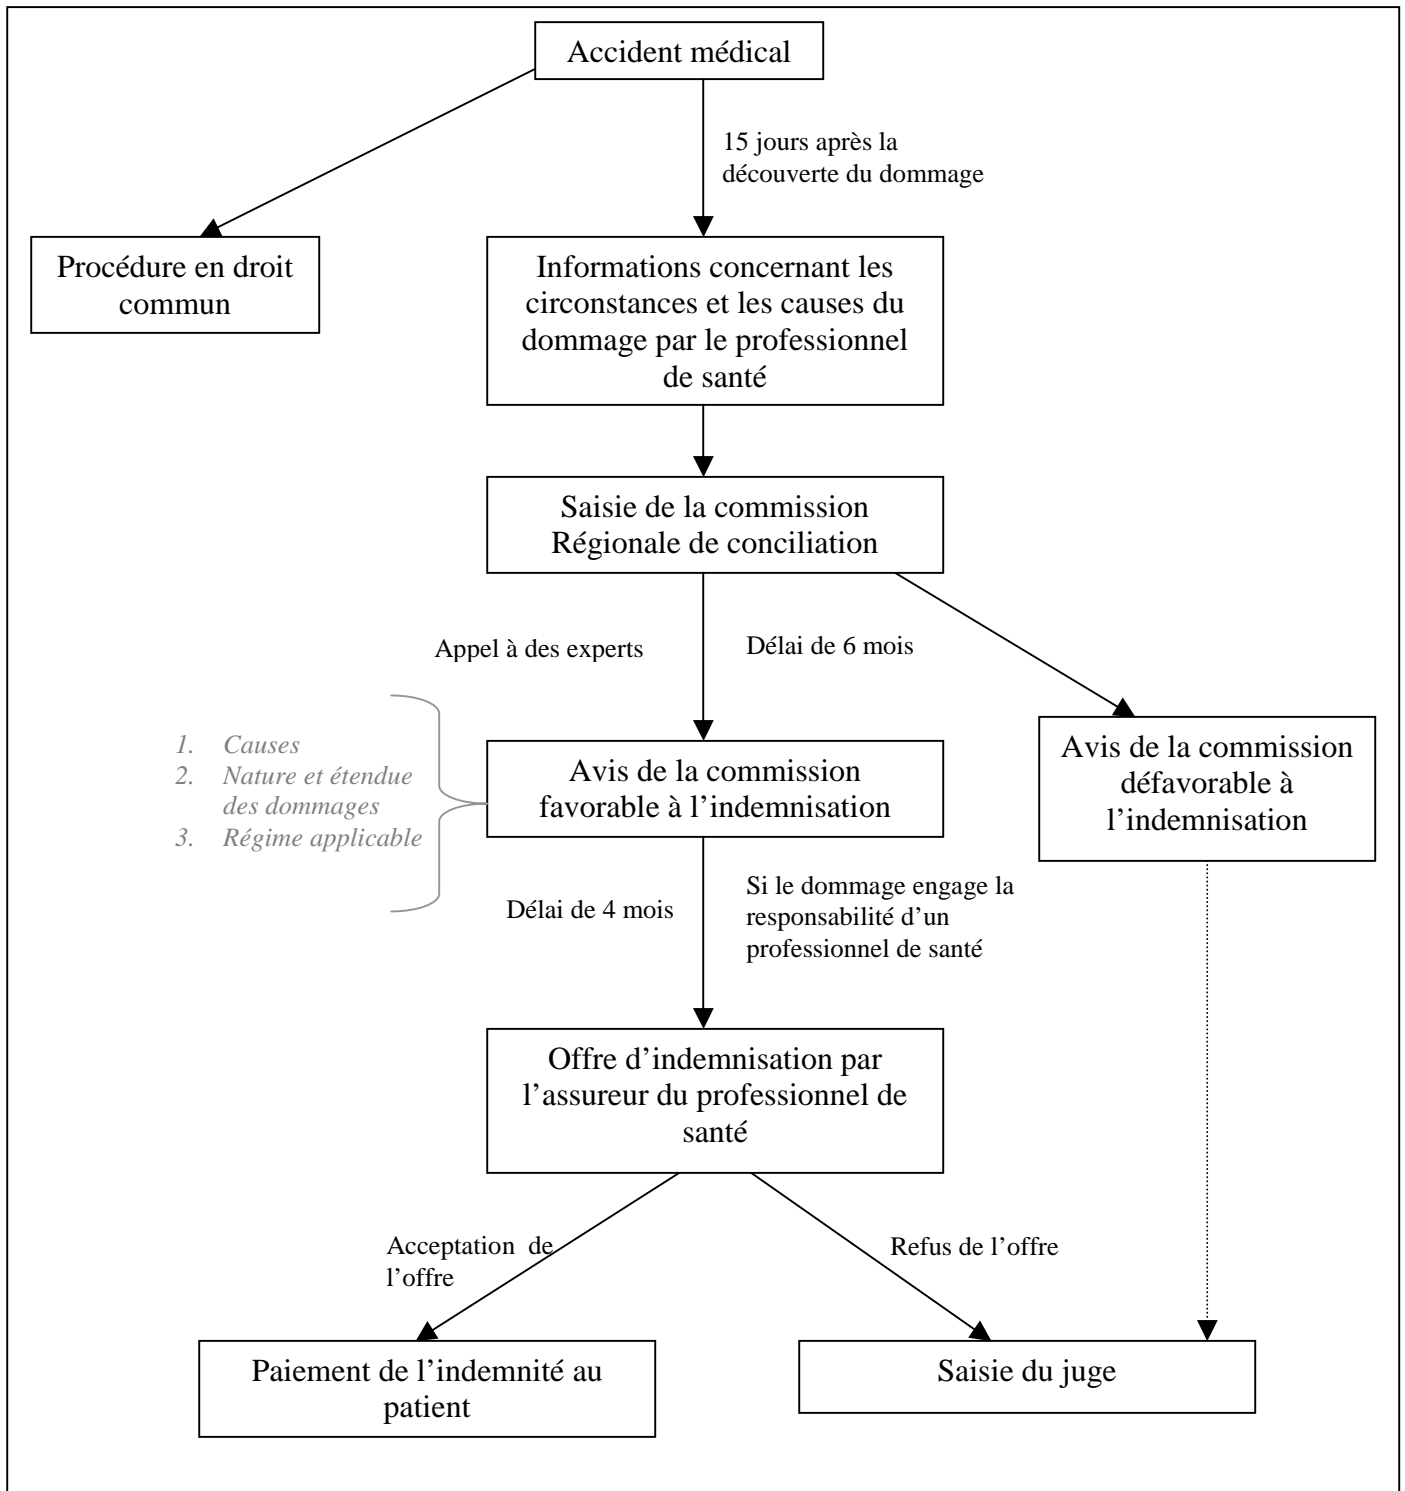 Accident médical
15 jours après la
découverte du dommage
Procédure en droit
commun
Informations concernant les
circonstances et les causes du
dommage par le professionnel
de santé
Saisie de la commission
Régionale de conciliation
Appel à des experts
Délai de 6 mois
1. Causes
2. Nature et étendue
des dommages
3. Régime applicable
Avis de la commission
favorable à l’indemnisation
Avis de la commission
défavorable à
l’indemnisation
Délai de 4 mois
Si le dommage engage la
responsabilité d’un
professionnel de santé
Offre d’indemnisation par
l’assureur du professionnel de
santé
Acceptation de
l’offre
Refus de l’offre
Paiement de l’indemnité au
patient
Saisie du juge